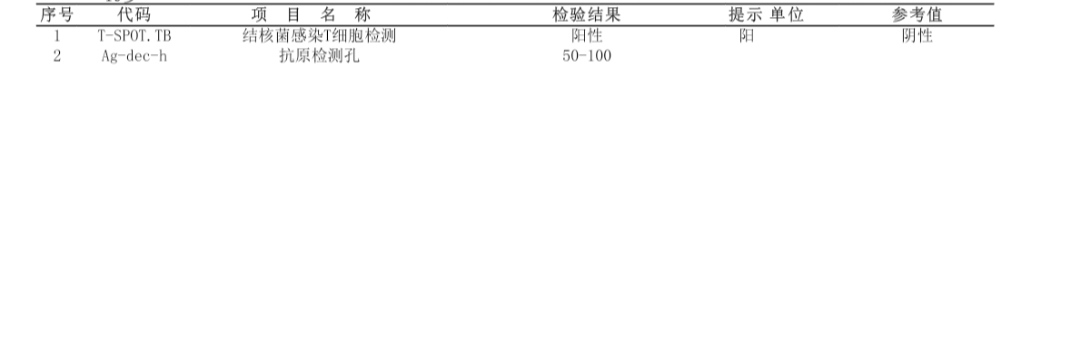 序号 代码 项 目 名 称 检验结果 提示 单位 参考值
1 T-SPOT.TB 结核菌感染T细胞检测 阳性 阳 阴性
2 Ag-dec-h 抗原检测孔 50-100